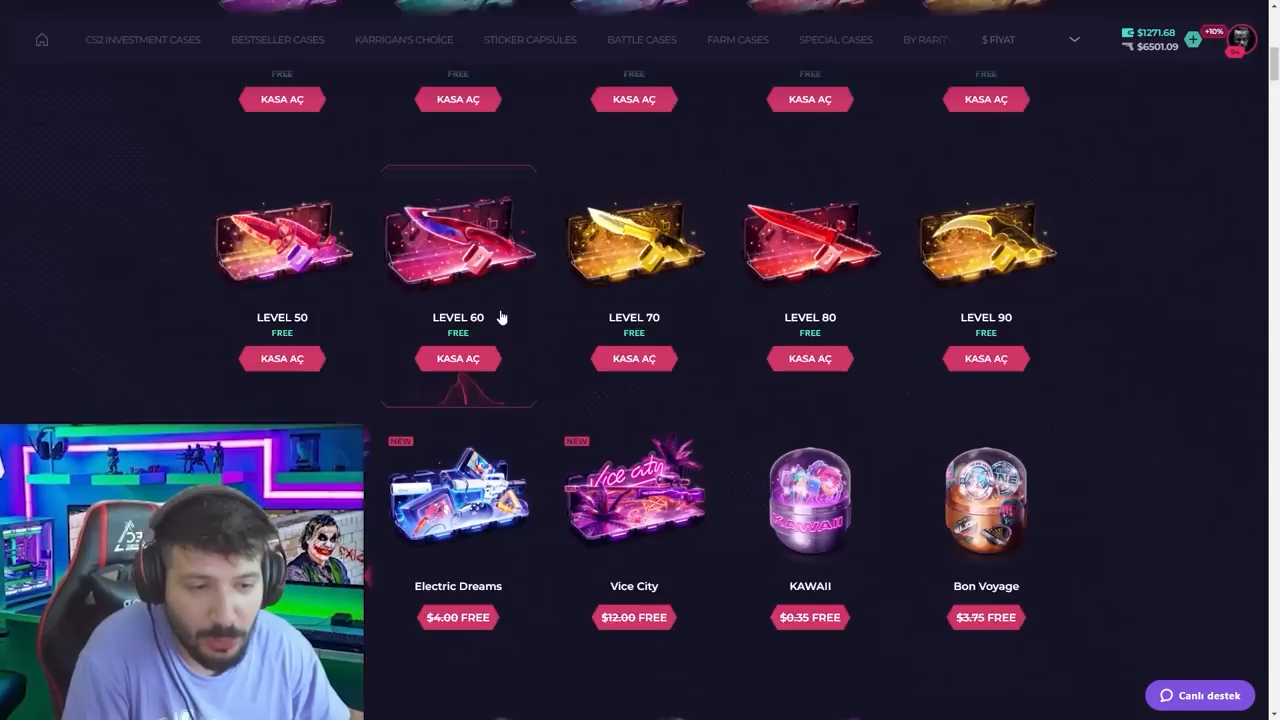 CS2 INVESTMENT CASES
BESTSELLER CASES
KARRIGAN'S CHOICE
STICKER CAPSULES
BATTLE CASES
FARM CASES
SPECIAL CASES
BY RARITY
$ FİYAT
$1271.68
$6501.09
+10%
94
FREE
FREE
FREE
FREE
FREE
KASA AÇ
KASA AÇ
KASA AÇ
KASA AÇ
KASA AÇ
LEVEL 50
LEVEL 60
LEVEL 70
LEVEL 80
LEVEL 90
FREE
FREE
FREE
FREE
FREE
KASA AÇ
KASA AÇ
KASA AÇ
KASA AÇ
KASA AÇ
NEW
NEW
Vice city
KAWAII
Electric Dreams
Vice City
KAWAII
Bon Voyage
$4.00 FREE
$12.00 FREE
$0.35 FREE
$3.75 FREE
Canlı destek